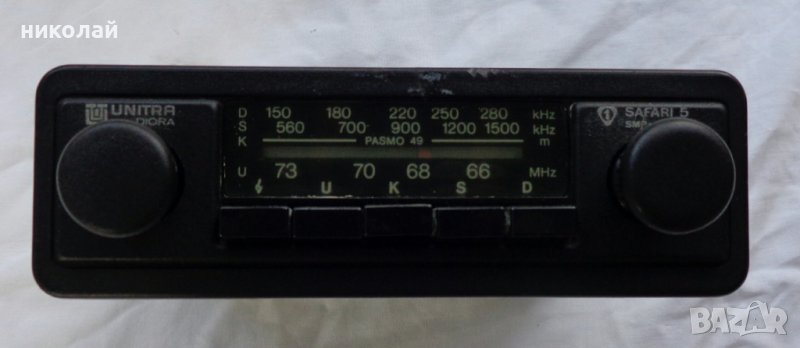 николай
UNITRA
DIORA
D 150 180 220 250 280 kHz
S 560 700 900 1200 1500 kHz
K PASMO 49 m
U 73 70 68 66 MHz
U K S D
SAFARI 5
BAZAR